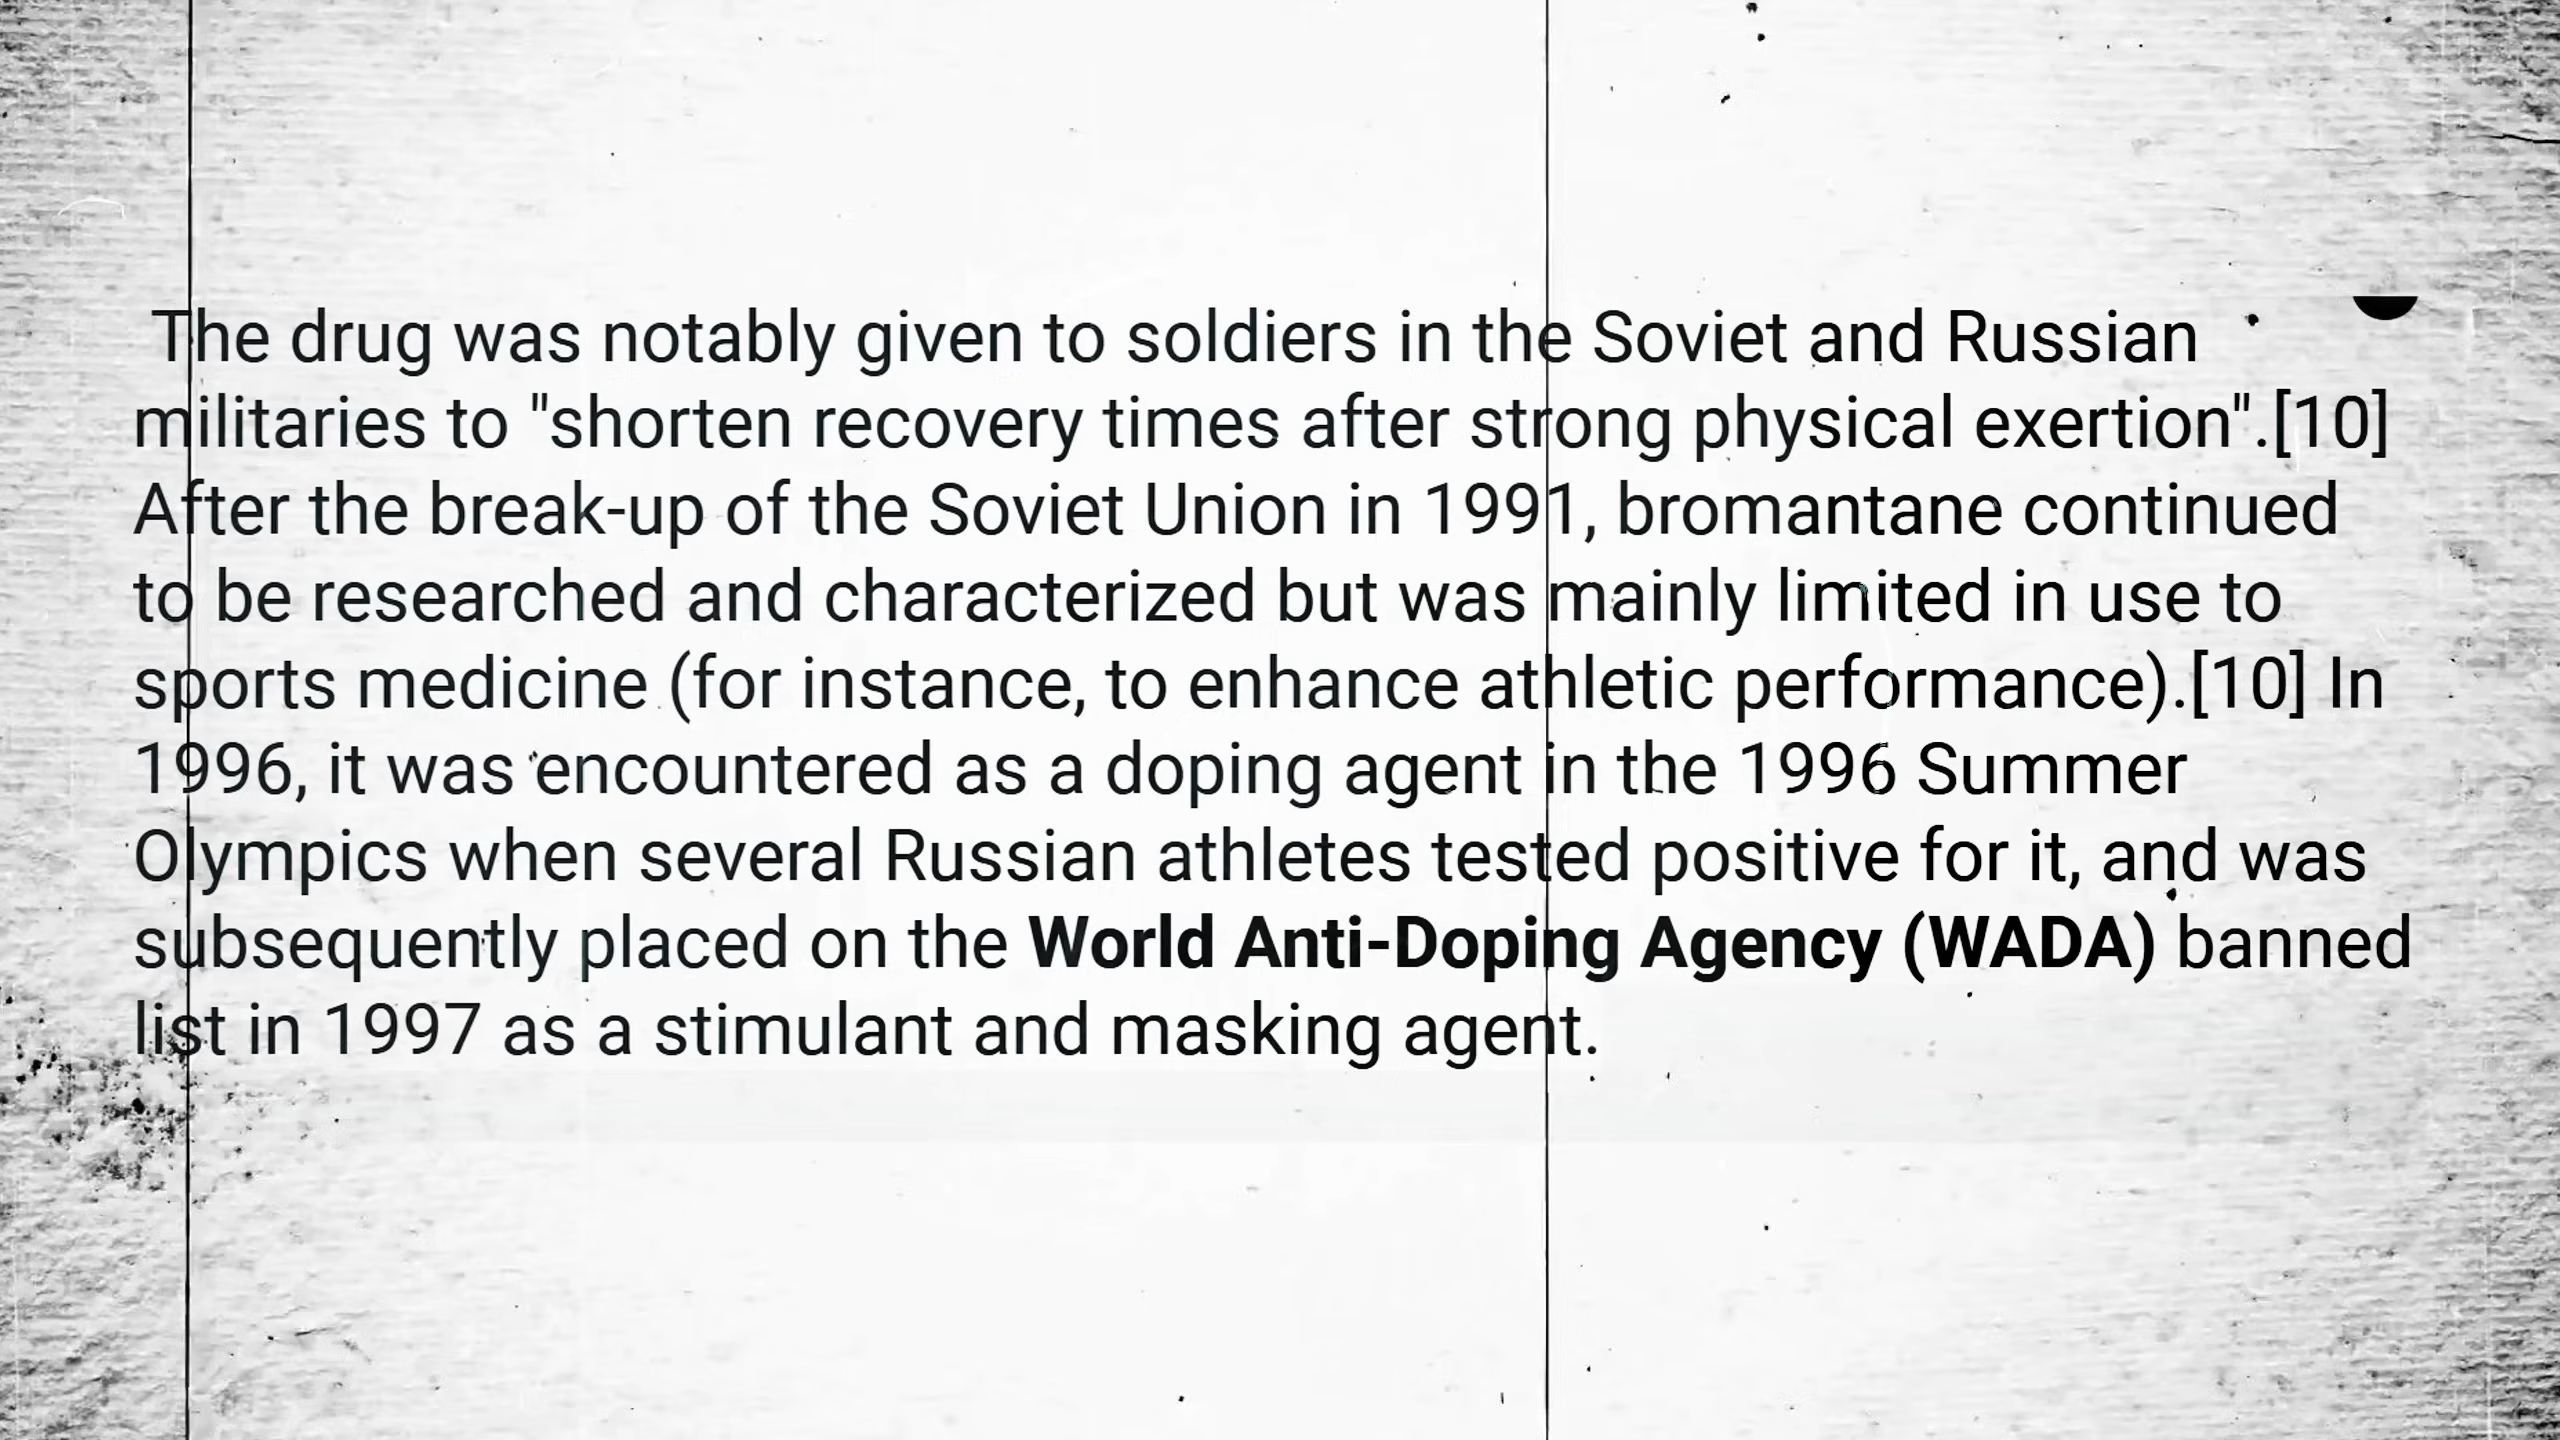 The drug was notably given to soldiers in the Soviet and Russian
militaries to "shorten recovery times after strong physical exertion".[10]
After the break-up of the Soviet Union in 1991, bromantane continued
to be researched and characterized but was mainly limited in use to
sports medicine (for instance, to enhance athletic performance).[10] In
1996, it was encountered as a doping agent in the 1996 Summer
Olympics when several Russian athletes tested positive for it, and was
subsequently placed on the World Anti-Doping Agency (WADA) banned
list in 1997 as a stimulant and masking agent.